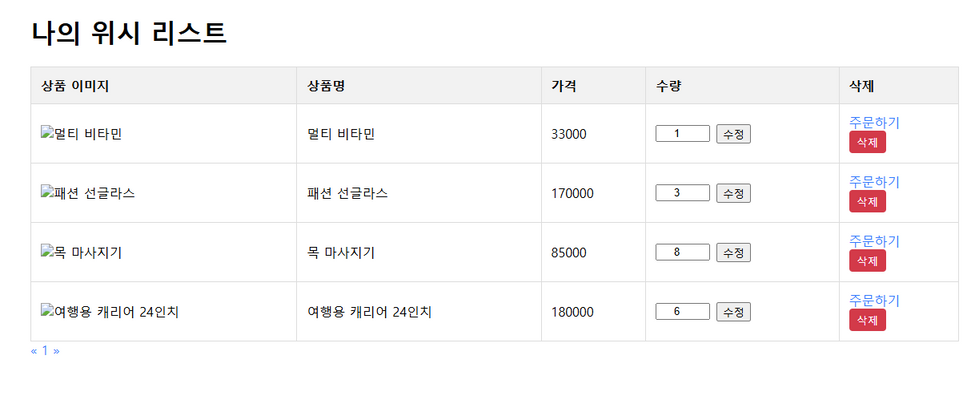 나의 위시 리스트
상품 이미지 상품명 가격 수량 삭제
멀티 비타민 멀티 비타민 33000 1 수정 주문하기
삭제
패션 선글라스 패션 선글라스 170000 3 수정 주문하기
삭제
목 마사지기 목 마사지기 85000 8 수정 주문하기
삭제
여행용 캐리어 24인치 여행용 캐리어 24인치 180000 6 수정 주문하기
삭제
« 1 »